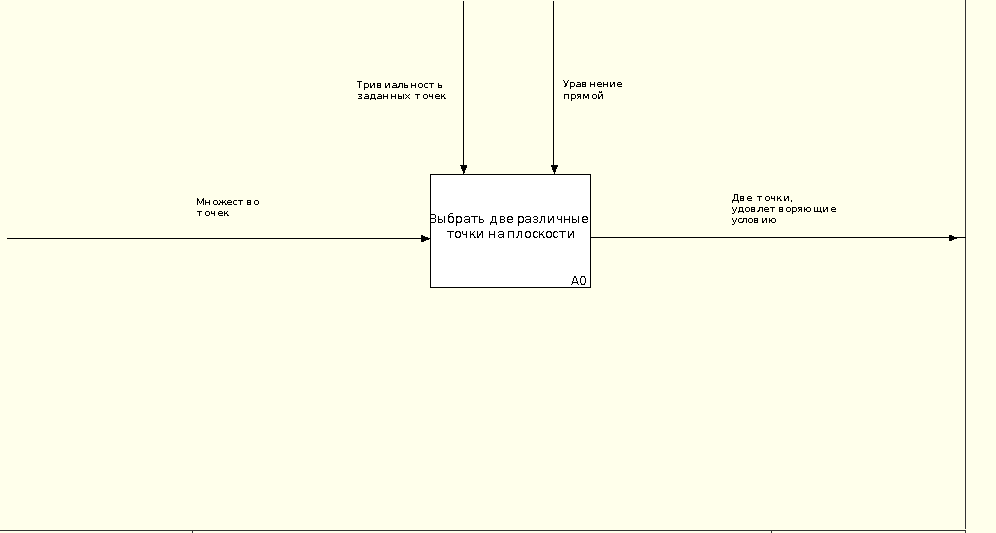 Тривиальность
заданных точек
Уравнение
прямой
Множество
точек
Выбрать две различные
точки на плоскости
A0
Две точки,
удовлетворяющие
условию